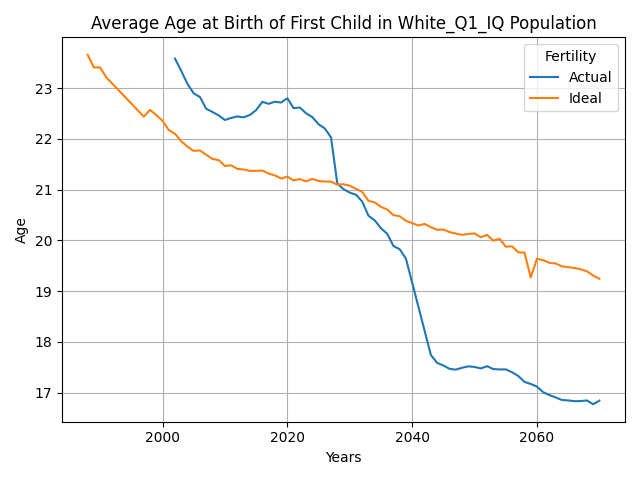 Average Age at Birth of First Child in White_Q1_IQ Population
Fertility
Actual
Ideal
Age
23
22
21
20
19
18
17
2000
2020
2040
2060
Years